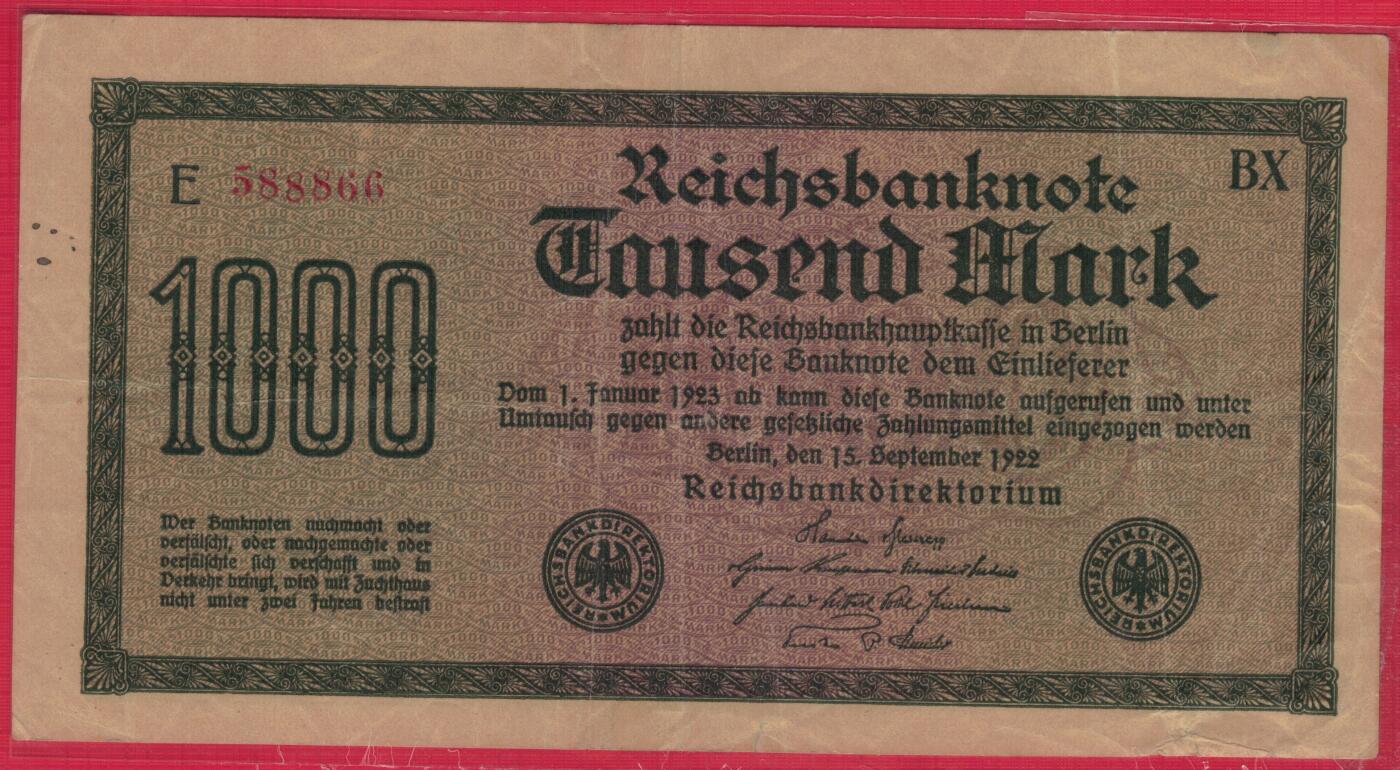 E 588866
BX
Reichsbanknote
Tausend Mark
1000
zahlt die Reichsbankhauptkasse in Berlin
gegen diese Banknote dem Einlieferer
Vom 1. Januar 1923 ab kann diese Banknote aufgerufen und unter
Umtausch gegen andere gesetzliche Zahlungsmittel eingezogen werden
Berlin, den 15. September 1922
Reichsbankdirektorium
Wer Banknoten nachmacht oder
verfälscht, oder nachgemachte oder
verfälschte sich verschafft und in
Verkehr bringt, wird mit Zuchthaus
nicht unter zwei Jahren bestraft
REICHSBANKDIREKTORIUM
REICHSBANKDIREKTORIUM